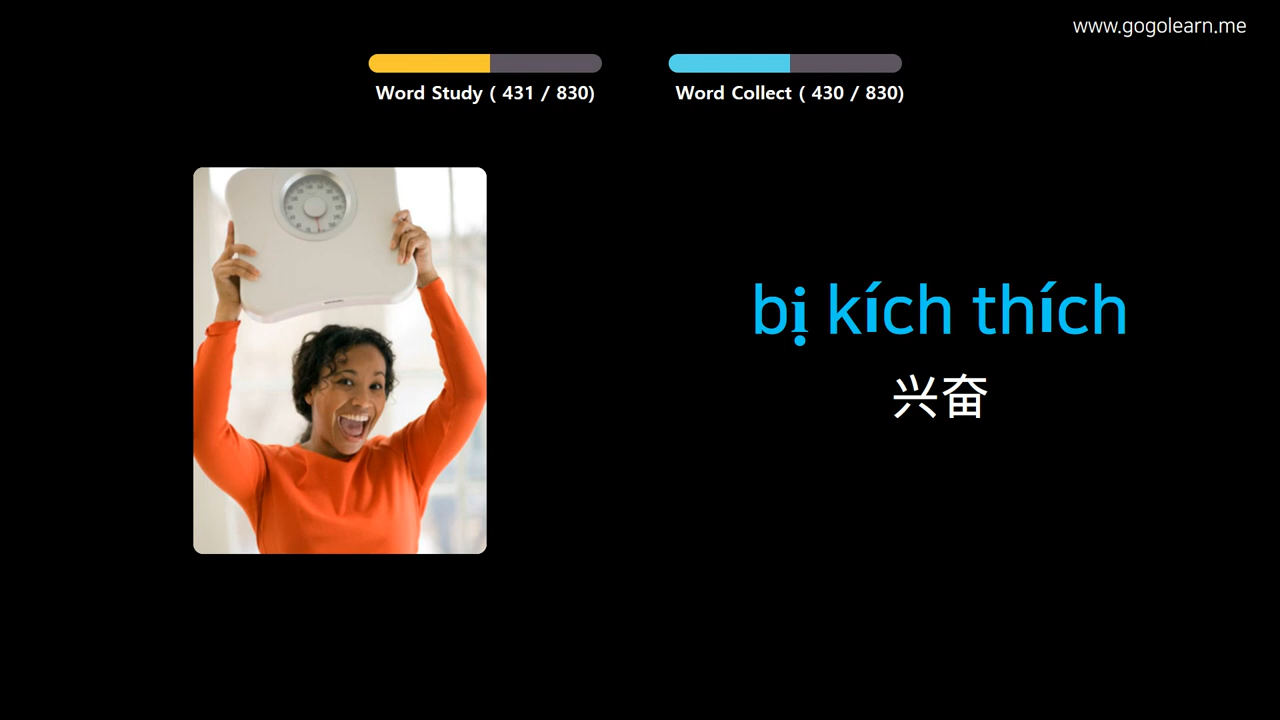 www.gogolearn.me
Word Study ( 431 / 830)
Word Collect ( 430 / 830)
bị kích thích
兴奋